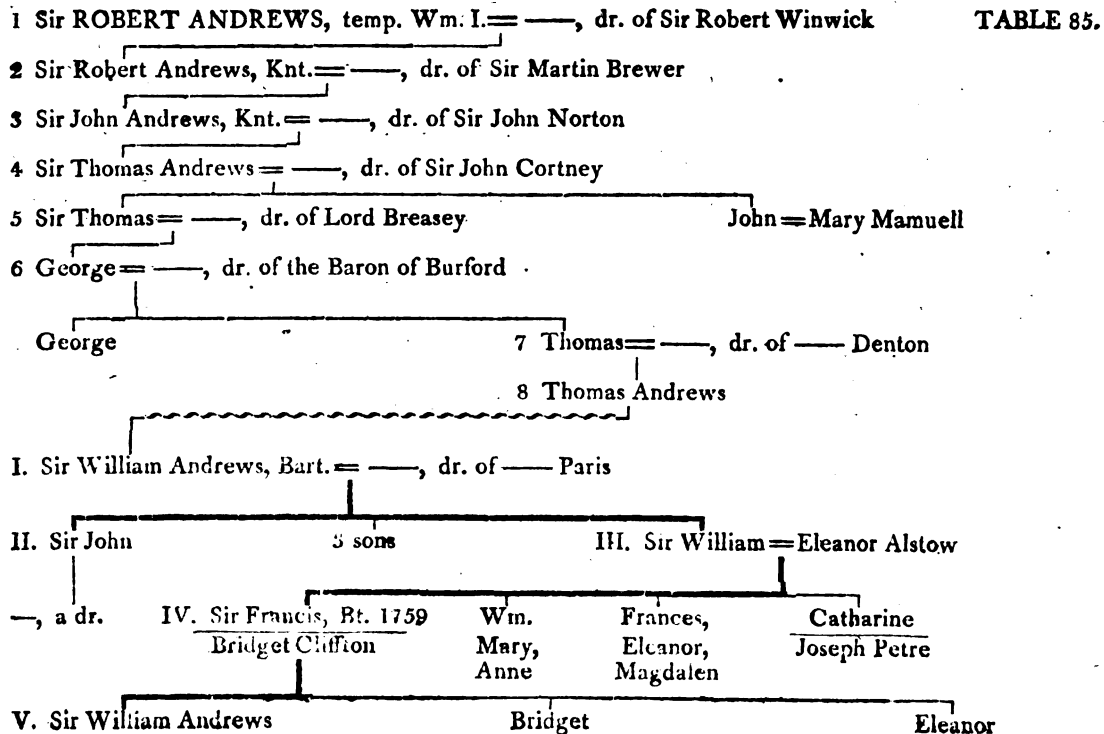 1 Sir ROBERT ANDREWS, temp. Wm. I.=——, dr. of Sir Robert Winwick TABLE 85.
2 Sir Robert Andrews, Knt.=——, dr. of Sir Martin Brewer
3 Sir John Andrews, Knt.=——, dr. of Sir John Norton
4 Sir Thomas Andrews=——, dr. of Sir John Cortney
5 Sir Thomas=——, dr. of Lord Breasey John=Mary Mamuell
6 George=——, dr. of the Baron of Burford
George 7 Thomas=——, dr. of—— Denton
8 Thomas Andrews
I. Sir William Andrews, Bart.=——, dr. of—— Paris
II. Sir John 3 sons III. Sir William=Eleanor Alstow
—, a dr. IV. Sir Francis, Bt. 1759 Wm. Frances, Catharine
Bridget Cliffion Mary, Eleanor, Joseph Petre
Anne Magdalen
V. Sir William Andrews Bridget Eleanor